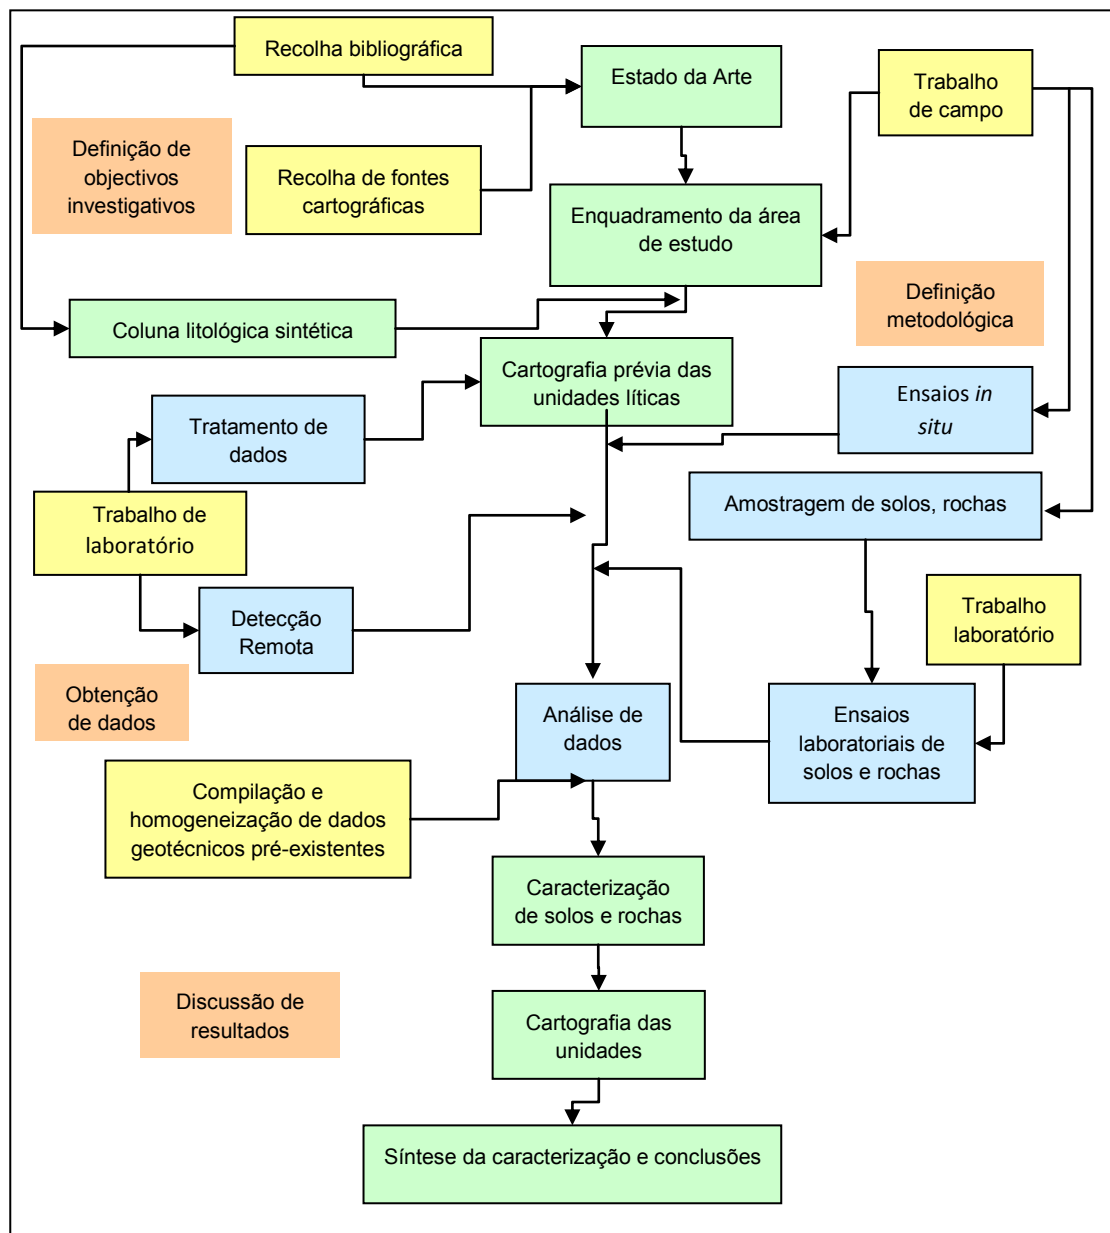 Recolha bibliográfica
Estado da Arte
Trabalho
de campo
Definição de
objectivos
investigativos
Recolha de fontes
cartográficas
Enquadramento da área
de estudo
Definição
metodológica
Coluna litológica sintética
Cartografia prévia das
unidades líticas
Ensaios in
situ
Tratamento de
dados
Trabalho de
laboratório
Amostragem de solos, rochas
Detecção
Remota
Trabalho
laboratório
Obtenção
de dados
Análise de
dados
Ensaios
laboratoriais de
solos e rochas
Compilação e
homogeneização de dados
geotécnicos pré-existentes
Caracterização
de solos e rochas
Discussão de
resultados
Cartografia das
unidades
Síntese da caracterização e conclusões